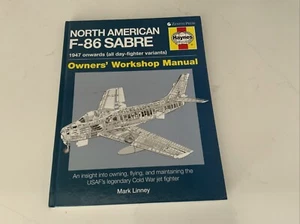 NORTH AMERICAN
F-86 SABRE
Haynes
1947 onwards (all day-fighter variants)
Owners' Workshop Manual
An insight into owning, flying, and maintaining the
USAF's legendary Cold War jet fighter
Mark Linney